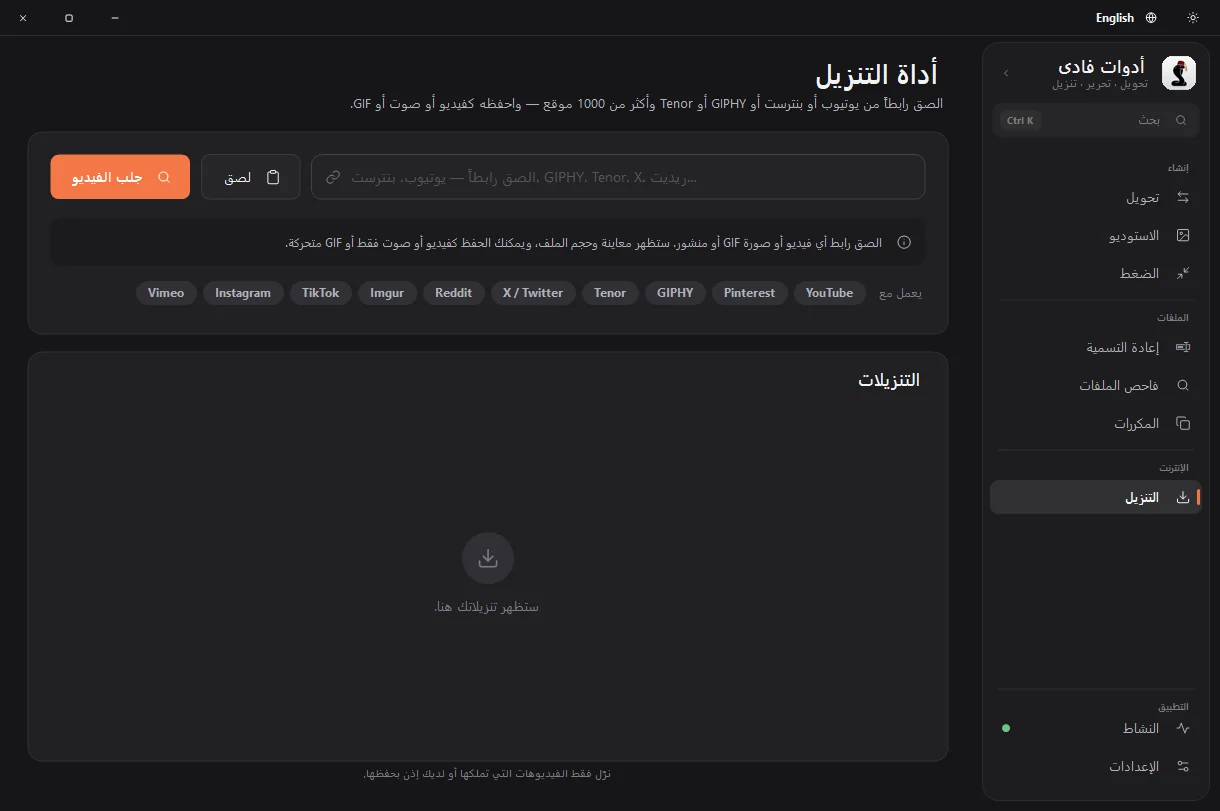 English
أدوات فادى
تحويل · تحرير · تنزيل
بحث
Ctrl K
إنشاء
تحويل
الاستوديو
الضغط
الملفات
إعادة التسمية
فاحص الملفات
المكررات
الإنترنت
التنزيل
التطبيق
النشاط
الإعدادات
أداة التنزيل
الصق رابطاً من يوتيوب أو بنترست أو GIPHY أو Tenor وأكثر من 1000 موقع — واحفظه كفيديو أو صوت أو GIF.
الصق رابطاً — يوتيوب، بنترست، GIPHY، Tenor، X، ريديت...
لصق
جلب الفيديو
الصق رابط أي فيديو أو صورة GIF أو منشور. ستظهر معاينة وحجم الملف، ويمكنك الحفظ كفيديو أو صوت فقط أو GIF متحركة.
يعمل مع YouTube Pinterest GIPHY Tenor X / Twitter Reddit Imgur TikTok Instagram Vimeo
التنزيلات
ستظهر تنزيلاتك هنا.
نزّل فقط الفيديوهات التي تملكها أو لديك إذن بحفظها.